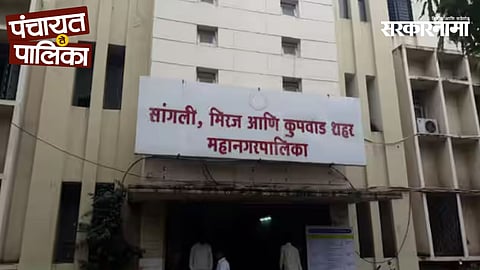 पंचायत
ते
पालिका
सरकारनामा
सांगली, मिरज आणि कुपवाड शहर
महानगरपालिका